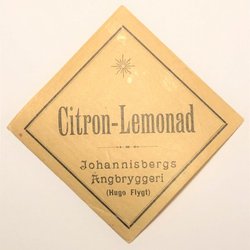 Citron-Lemonad
Johannisbergs
Ångbryggeri
(Hugo Flygt)